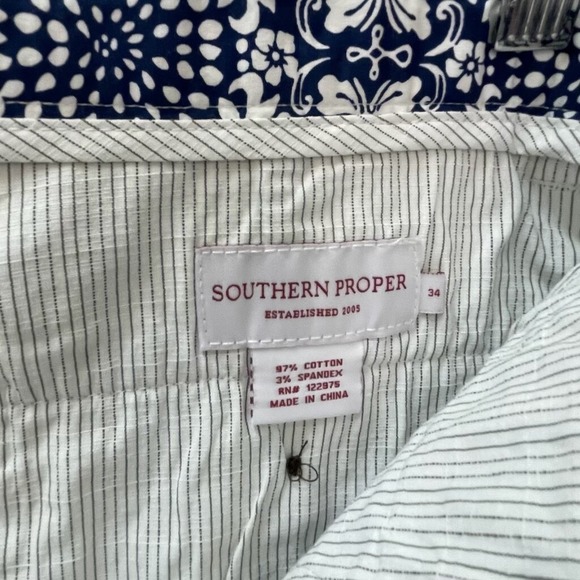 SOUTHERN PROPER
ESTABLISHED 2005
34
97% COTTON
3% SPANDEX
RN# 122975
MADE IN CHINA